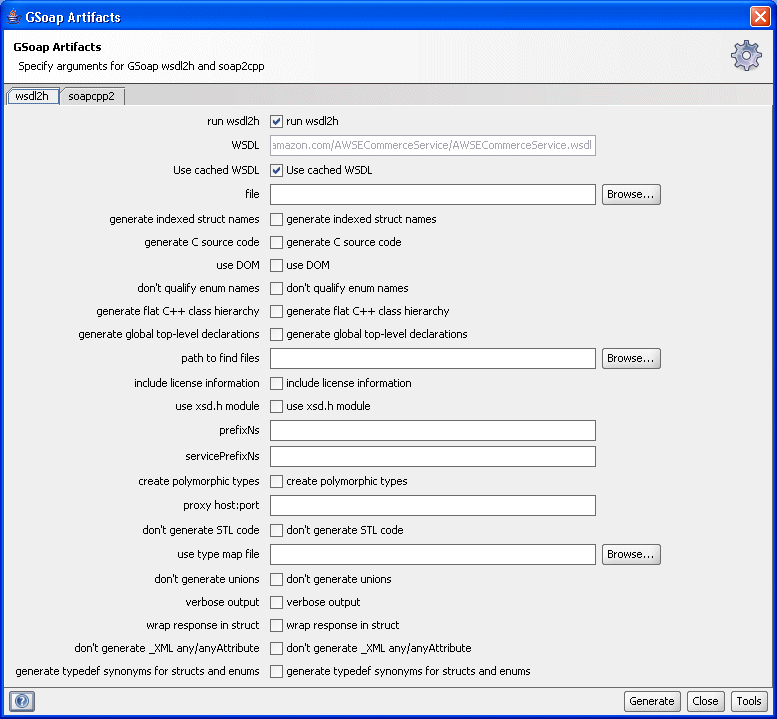 GSoap Artifacts
GSoap Artifacts
Specify arguments for GSoap wsdl2h and soap2cpp
wsdl2h soapcpp2
run wsdl2h run wsdl2h
WSDL amazon.com/AWSECommerceService/AWSECommerceService.wsdl
Use cached WSDL Use cached WSDL
file Browse...
generate indexed struct names generate indexed struct names
generate C source code generate C source code
use DOM use DOM
don't qualify enum names don't qualify enum names
generate flat C++ class hierarchy generate flat C++ class hierarchy
generate global top-level declarations generate global top-level declarations
path to find files Browse...
include license information include license information
use xsd.h module use xsd.h module
prefixNs
servicePrefixNs
create polymorphic types create polymorphic types
proxy host:port
don't generate STL code don't generate STL code
use type map file Browse...
don't generate unions don't generate unions
verbose output verbose output
wrap response in struct wrap response in struct
don't generate _XML any/anyAttribute don't generate _XML any/anyAttribute
generate typedef synonyms for structs and enums generate typedef synonyms for structs and enums
? Generate Close Tools